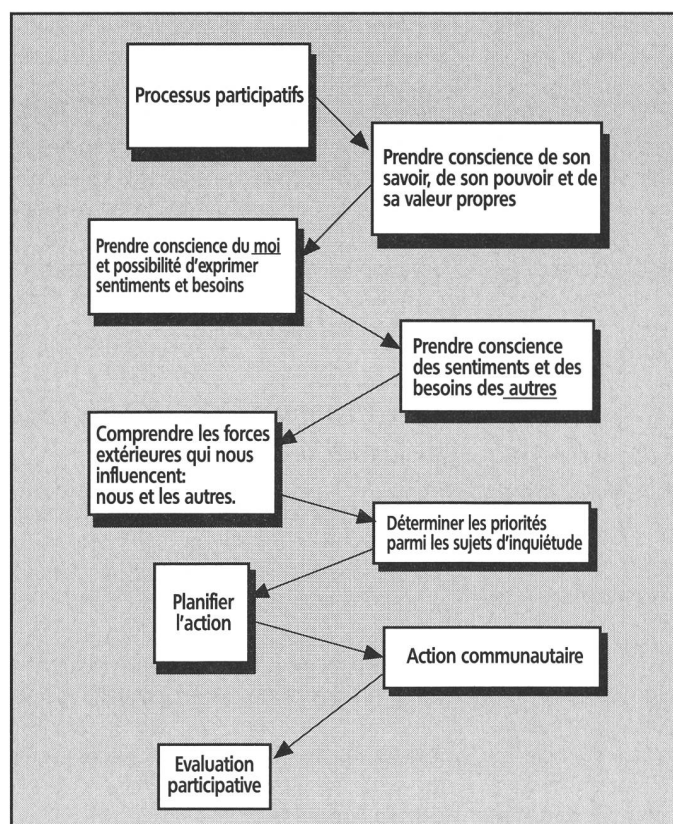 Processus participatifs
Prendre conscience de son
savoir, de son pouvoir et de
sa valeur propres
Prendre conscience du moi
et possibilité d'exprimer
sentiments et besoins
Prendre conscience
des sentiments et des
besoins des autres
Comprendre les forces
extérieures qui nous
influencent:
nous et les autres.
Déterminer les priorités
parmi les sujets d'inquiétude
Planifier
l'action
Action communautaire
Evaluation
participative